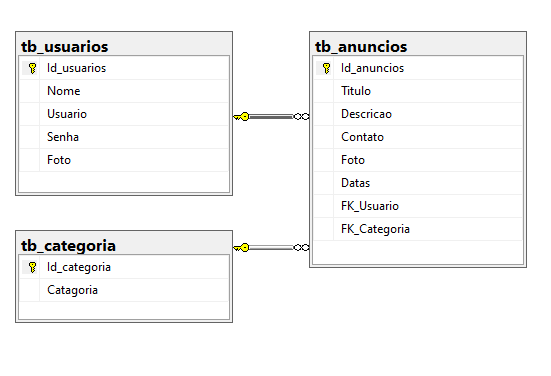 tb_usuarios
Id_usuarios
Nome
Usuario
Senha
Foto
tb_anuncios
Id_anuncios
Titulo
Descricao
Contato
Foto
Datas
FK_Usuario
FK_Categoria
tb_categoria
Id_categoria
Catagoria